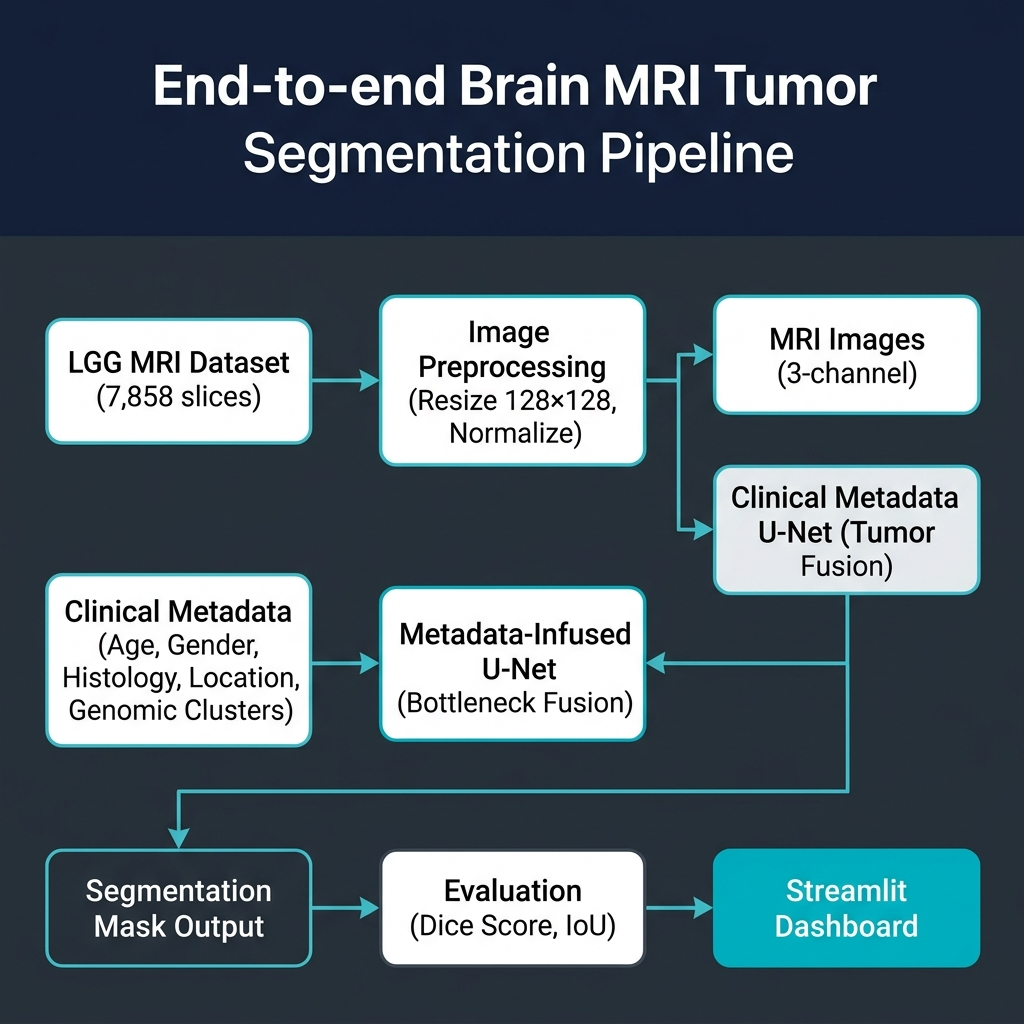 End-to-end Brain MRI Tumor
Segmentation Pipeline
LGG MRI Dataset
(7,858 slices)
Image
Preprocessing
(Resize 128×128,
Normalize)
MRI Images
(3-channel)
Clinical Metadata
U-Net (Tumor
Fusion)
Clinical Metadata
(Age, Gender,
Histology, Location,
Genomic Clusters)
Metadata-Infused
U-Net
(Bottleneck Fusion)
Segmentation
Mask Output
Evaluation
(Dice Score, IoU)
Streamlit
Dashboard